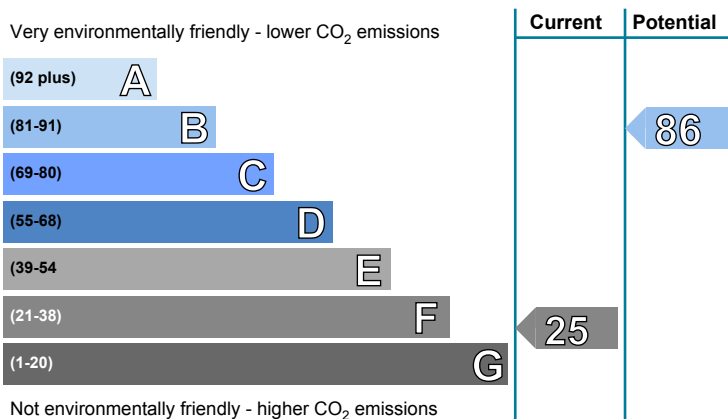 Current Potential
Very environmentally friendly - lower CO2 emissions
(92 plus) A
(81-91) B
86
(69-80) C
(55-68) D
(39-54 E
(21-38) F
25
(1-20) G
Not environmentally friendly - higher CO2 emissions